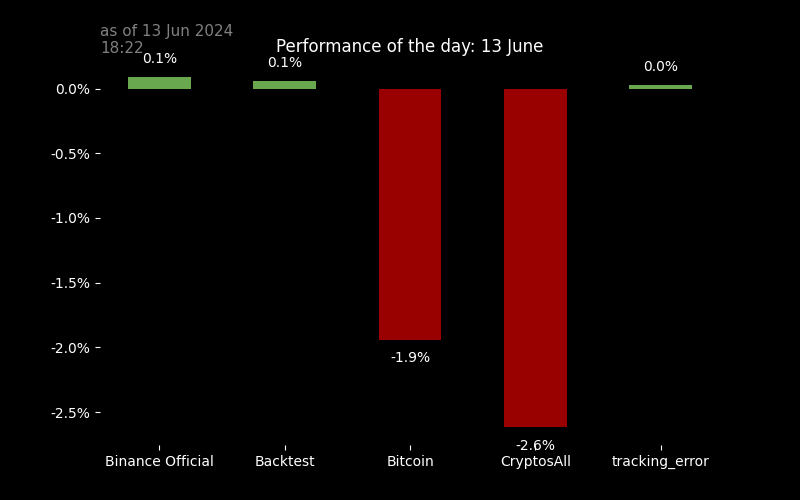 as of 13 Jun 2024
18:22
Performance of the day: 13 June
0.1%
0.1%
0.0%
0.0%
-0.5%
-1.0%
-1.5%
-2.0%
-2.5%
-1.9%
-2.6%
Binance Official
Backtest
Bitcoin
CryptosAll
tracking_error